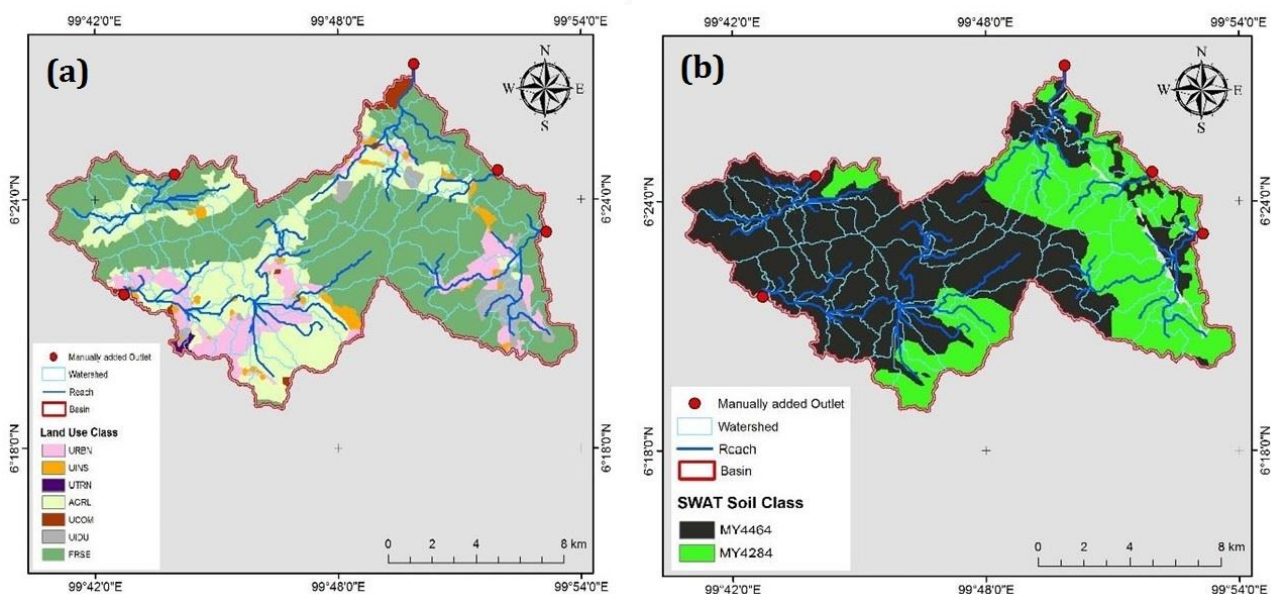 99°42'0"E 99°48'0"E 99°54'0"E
(a)
N
W E
S
6°24'0"N
6°18'0"N
Manually added Outlet
Watershed
Reach
Basin
Land Use Class
URBN
UINS
UTRN
AGRL
UCOM
UIDU
FRSE
0 2 4 8 km
99°42'0"E 99°48'0"E 99°54'0"E
99°42'0"E 99°48'0"E 99°54'0"E
(b)
N
W E
S
6°24'0"N
6°18'0"N
6°24'0"N
6°18'0"N
Manually added Outlet
Watershed
Reach
Basin
SWAT Soil Class
MY4464
MY4284
0 2 4 8 km
99°42'0"E 99°48'0"E 99°54'0"E
6°24'0"N
6°18'0"N